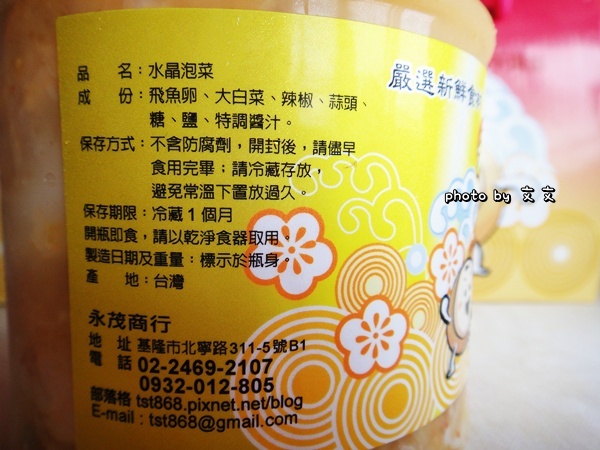 嚴選新鮮食
品　　名：水晶泡菜
成　　份：飛魚卵、大白菜、辣椒、蒜頭、
糖、鹽、特調醬汁。
保存方式：不含防腐劑，開封後，請儘早
食用完畢；請冷藏存放，
避免常溫下置放過久。
保存期限：冷藏1個月
開瓶即食，請以乾淨食器取用。
製造日期及重量：標示於瓶身。
產　　地：台灣
永茂商行
地　址 基隆市北寧路311-5號B1
電　話 02-2469-2107
0932-012-805
部落格 tst868.pixnet.net/blog
E-mail : tst868@gmail.com
photo by 文文